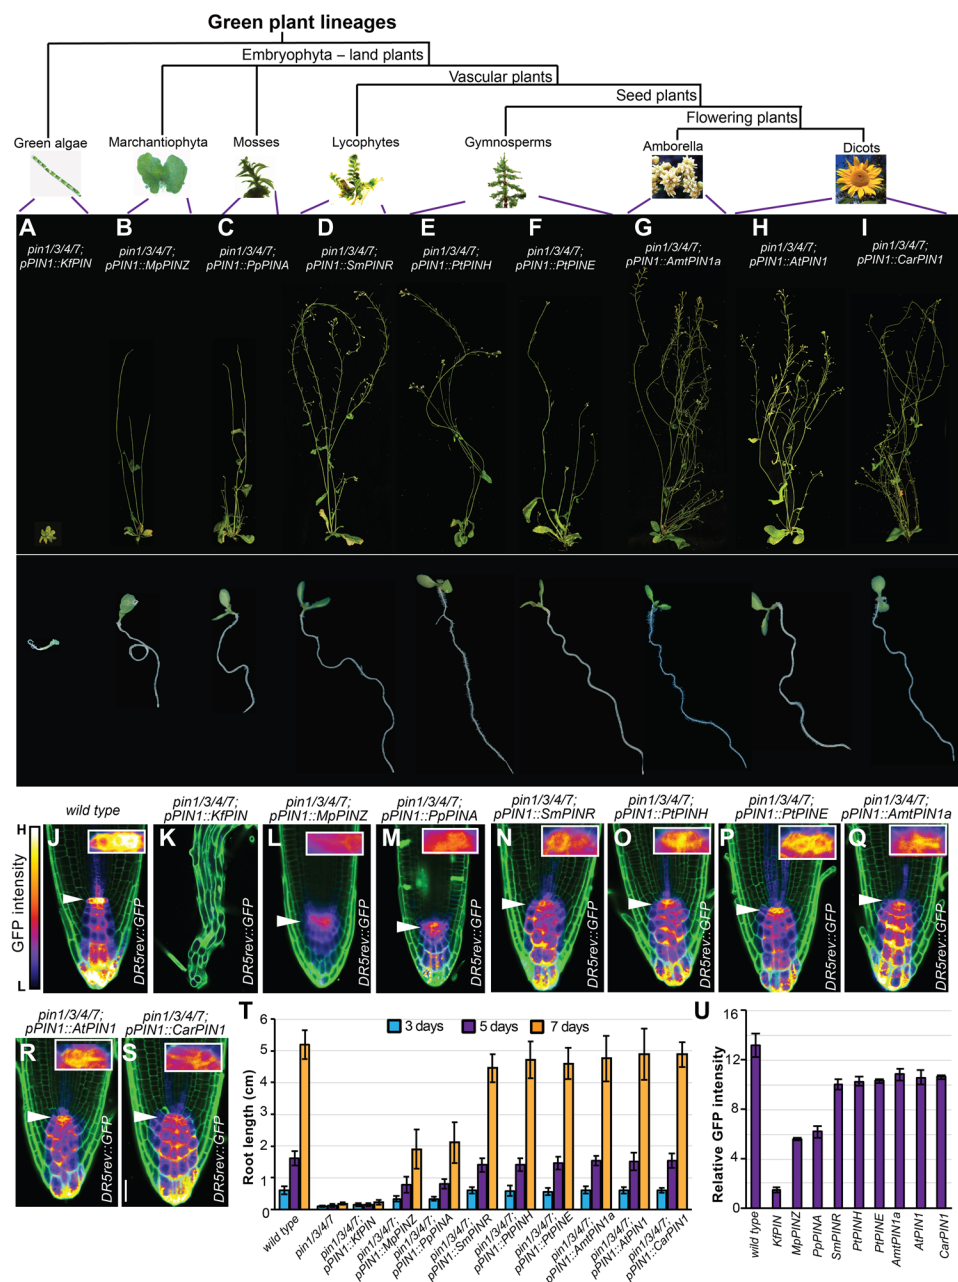 Green plant lineages
Embryophyta – land plants
Vascular plants
Seed plants
Flowering plants
Green algae
Marchantiophyta
Mosses
Lycophytes
Gymnosperms
Amborella
Dicots
A
pin1/3/4/7;
pPIN1::KfPIN
B
pin1/3/4/7;
pPIN1::MpPINZ
C
pin1/3/4/7;
pPIN1::PpPINA
D
pin1/3/4/7;
pPIN1::SmPINR
E
pin1/3/4/7;
pPIN1::PtPINH
F
pin1/3/4/7;
pPIN1::PtPINE
G
pin1/3/4/7;
pPIN1::AmtPIN1a
H
pin1/3/4/7;
pPIN1::AtPIN1
I
pin1/3/4/7;
pPIN1::CarPIN1
H
GFP intensity
L
wild type
J
DR5rev::GFP
pin1/3/4/7;
pPIN1::KfPIN
K
DR5rev::GFP
pin1/3/4/7;
pPIN1::MpPINZ
L
DR5rev::GFP
pin1/3/4/7;
pPIN1::PpPINA
M
DR5rev::GFP
pin1/3/4/7;
pPIN1::SmPINR
N
DR5rev::GFP
pin1/3/4/7;
pPIN1::PtPINH
O
DR5rev::GFP
pin1/3/4/7;
pPIN1::PtPINE
P
DR5rev::GFP
pin1/3/4/7;
pPIN1::AmtPIN1a
Q
DR5rev::GFP
pin1/3/4/7;
pPIN1::AtPIN1
R
DR5rev::GFP
pin1/3/4/7;
pPIN1::CarPIN1
S
DR5rev::GFP
T
3 days
5 days
7 days
Root length (cm)
6
5
4
3
2
1
0
wild type
pin1/3/4/7
pin1/3/4/7;
pPIN1::KfPIN
pin1/3/4/7;
pPIN1::MpPINZ
pin1/3/4/7;
pPIN1::PpPINA
pin1/3/4/7;
pPIN1::SmPINR
pin1/3/4/7;
pPIN1::PtPINH
pin1/3/4/7;
pPIN1::PtPINE
pin1/3/4/7;
pPIN1::AmtPIN1a
pin1/3/4/7;
pPIN1::AtPIN1
pin1/3/4/7;
pPIN1::CarPIN1
U
Relative GFP intensity
16
12
8
4
0
wild type
KfPIN
MpPINZ
PpPINA
SmPINR
PtPINH
PtPINE
AmtPIN1a
AtPIN1
CarPIN1